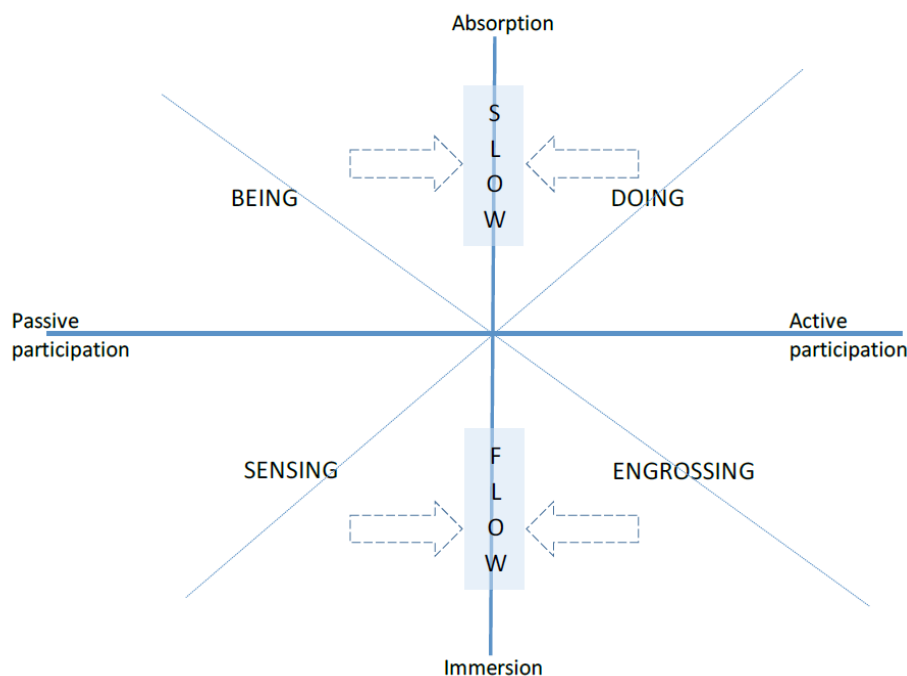 Absorption
S
L
O
W
BEING
DOING
Passive
participation
Active
participation
F
L
O
W
SENSING
ENGROSSING
Immersion